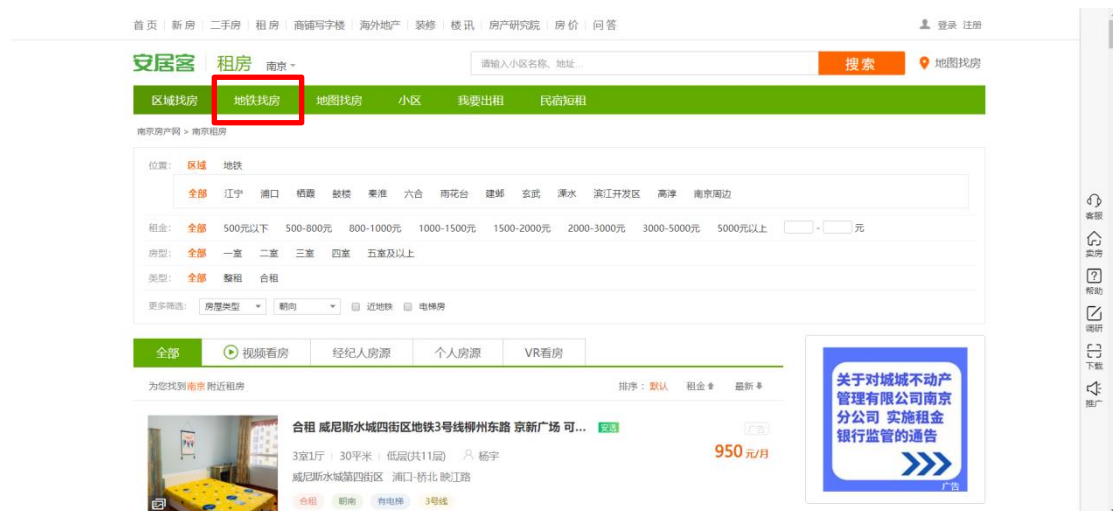 首页 新房 二手房 租房 商铺写字楼 海外地产 装修 楼讯 房产研究院 房价 问答 登录 注册
安居客 租房 南京 请输入小区名称、地址... 搜索 地图找房
区域找房 地铁找房 地图找房 小区 我要出租 民宿短租
南京房产网 > 南京租房
位置: 区域 地铁
全部 江宁 浦口 栖霞 鼓楼 秦淮 六合 雨花台 建邺 玄武 溧水 滨江开发区 高淳 南京周边
租金: 全部 500元以下 500-800元 800-1000元 1000-1500元 1500-2000元 2000-3000元 3000-5000元 5000元以上 - 元
房型: 全部 一室 二室 三室 四室 五室及以上
类型: 全部 整租 合租
更多筛选: 房屋类型 朝向 近地铁 电梯房
全部 视频看房 经纪人房源 个人房源 VR看房
为您找到南京附近租房 排序：默认 租金 最新
合租 威尼斯水城四街区地铁3号线柳州东路 京新广场 可... 安选 广告
3室1厅 30平米 低层(共11层) 杨宇 950 元/月
威尼斯水城第四街区 浦口-桥北 映江路
合租 朝南 有电梯 3号线
关于对城城不动产
管理有限公司南京
分公司 实施租金
银行监管的通告
广告
客服
卖房
帮助
调研
下载
推广